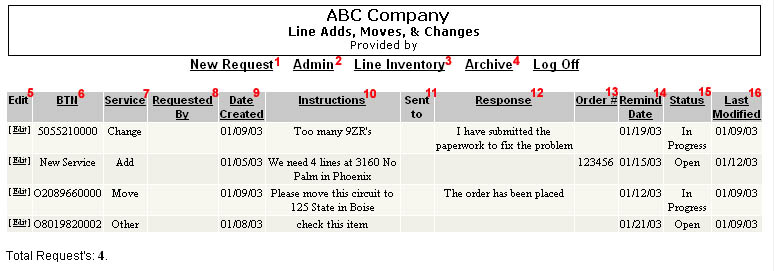 ABC Company
Line Adds, Moves, & Changes
Provided by
New Request1 Admin2 Line Inventory3 Archive4 Log Off
Edit5 BTN6 Service7 Requested By8 Date Created9 Instructions10 Sent to11 Response12 Order #13 Remind Date14 Status15 Last Modified16
[Edit] 5055210000 Change 01/09/03 Too many 9ZR's I have submitted the paperwork to fix the problem 01/19/03 In Progress 01/09/03
[Edit] New Service Add 01/05/03 We need 4 lines at 3160 No Palm in Phoenix 123456 01/15/03 Open 01/12/03
[Edit] O2089660000 Move 01/09/03 Please move this circuit to 125 State in Boise The order has been placed 01/12/03 In Progress 01/09/03
[Edit] O8019820002 Other 01/08/03 check this item 01/21/03 Open 01/09/03
Total Request's: 4.